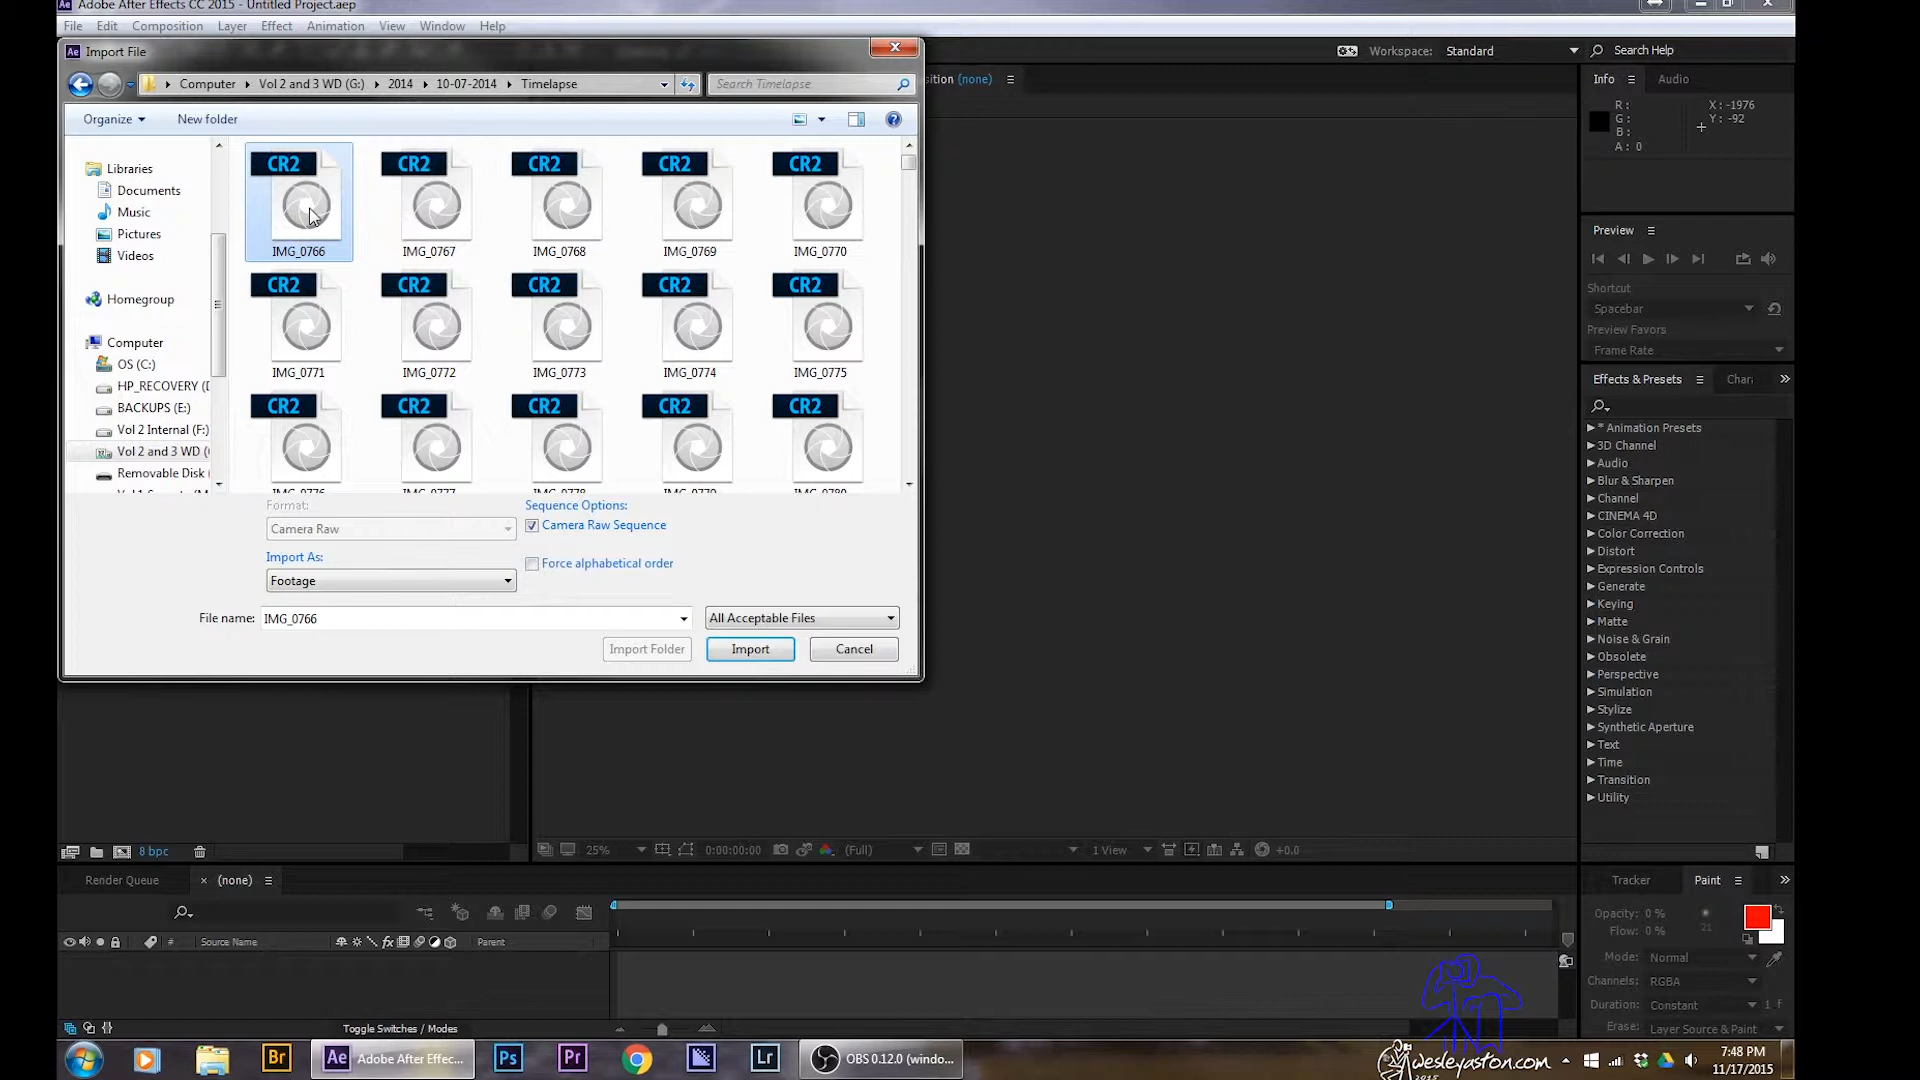 Adobe After Effects CC 2015 - Untitled Project.aep
File Edit Composition Layer Effect Animation View Window Help
Ae Import File
Workspace: Standard Search Help
Computer Vol 2 and 3 WD (G:) 2014 10-07-2014 Timelapse Search Timelapse
(none)
Info Audio
Organize New folder
R: X: -1976
G: Y: -92
B:
A: 0
Libraries
Documents
Music
Pictures
Videos
Homegroup
Computer
OS (C:)
HP_RECOVERY (
BACKUPS (E:)
Vol 2 Internal (F:)
Vol 2 and 3 WD (
Removable Disk
CR2 CR2 CR2 CR2 CR2
IMG_0766 IMG_0767 IMG_0768 IMG_0769 IMG_0770
CR2 CR2 CR2 CR2 CR2
IMG_0771 IMG_0772 IMG_0773 IMG_0774 IMG_0775
CR2 CR2 CR2 CR2 CR2
IMG_0776 IMG_0777 IMG_0778 IMG_0779 IMG_0780
Format:
Camera Raw
Import As:
Footage
Sequence Options:
Camera Raw Sequence
Force alphabetical order
File name: IMG_0766 All Acceptable Files
Import Folder Import Cancel
Preview
Shortcut
Spacebar
Preview Favors
Frame Rate
Effects & Presets
* Animation Presets
3D Channel
Audio
Blur & Sharpen
Channel
CINEMA 4D
Color Correction
Distort
Expression Controls
Generate
Keying
Matte
Noise & Grain
Obsolete
Perspective
Simulation
Stylize
Synthetic Aperture
Text
Time
Transition
Utility
8 bpc
25% 0:00:00:00 (Full) 1 View +0.0
Render Queue × (none)
# Source Name fx Parent
Toggle Switches / Modes
Tracker Paint
Opacity: 0 %
Flow: 0 % 21
Mode: Normal
Channels: RGBA
Duration: Constant 1 F
Erase: Layer Source & Paint
Br Ae Adobe After Effec... Ps Pr Lr OBS 0.12.0 (windo...
wesleyaston.com
2015
7:48 PM
11/17/2015